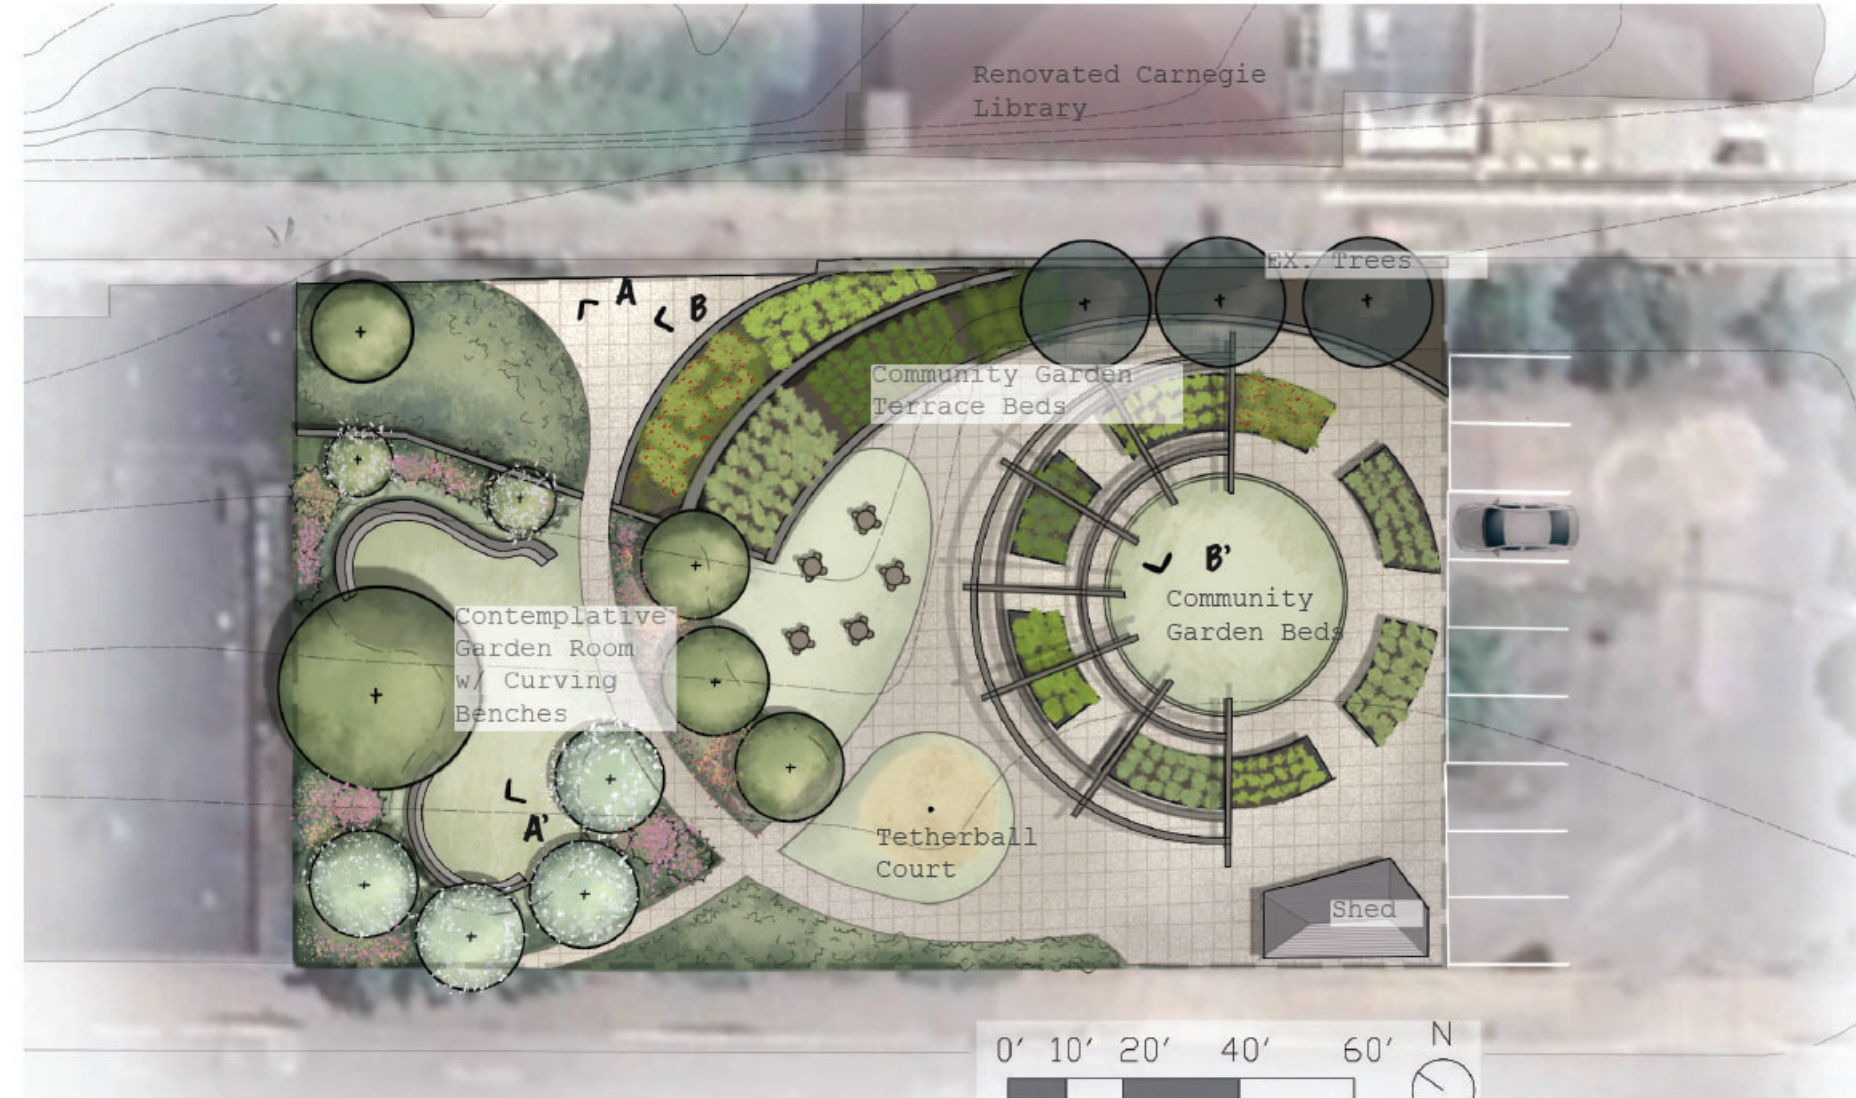 Renovated Carnegie
Library
EX. Trees
A
B
Community Garden
Terrace Beds
B'
Community
Garden Beds
Contemplative
Garden Room
w/ Curving
Benches
A'
Tetherball
Court
Shed
0' 10' 20' 40' 60'
N